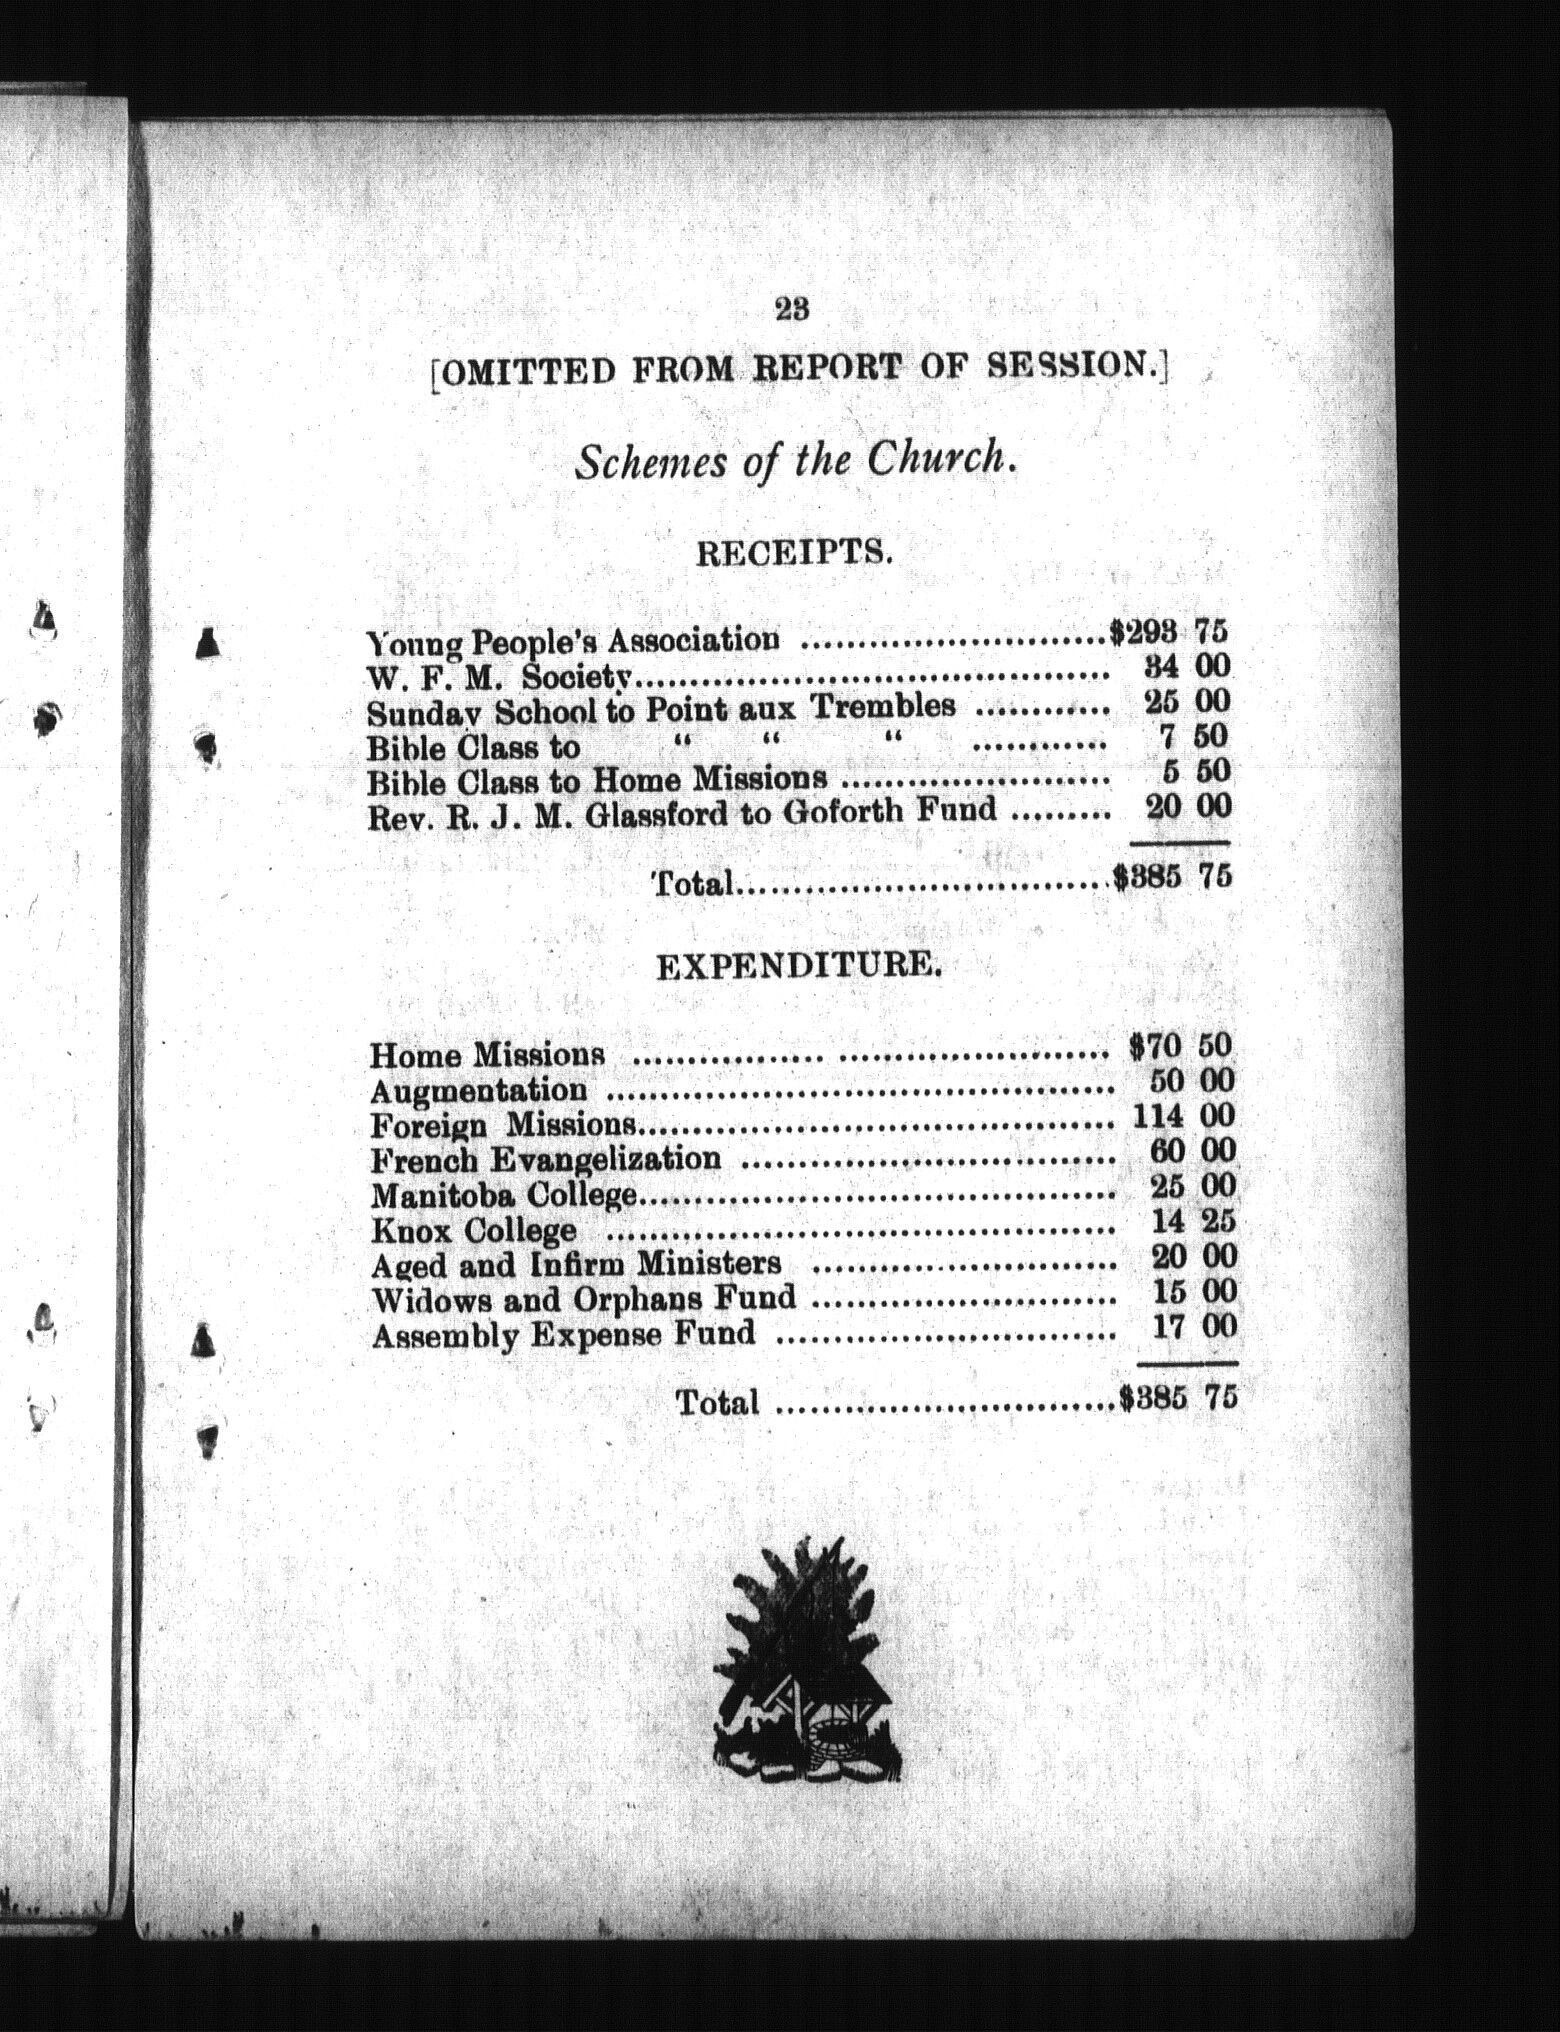 23
[OMITTED FROM REPORT OF SESSION.]
Schemes of the Church.
RECEIPTS.
Young People's Association ............................$293 75
W. F. M. Society............................................ 34 00
Sunday School to Point aux Trembles ............ 25 00
Bible Class to “ “ “ ............ 7 50
Bible Class to Home Missions ......................... 5 50
Rev. R. J. M. Glassford to Goforth Fund ......... 20 00
Total..................................$385 75
EXPENDITURE.
Home Missions ................. ......................... $70 50
Augmentation ............................................... 50 00
Foreign Missions............................................ 114 00
French Evangelization .................................. 60 00
Manitoba College............................................ 25 00
Knox College ............................................... 14 25
Aged and Infirm Ministers ............................ 20 00
Widows and Orphans Fund ............................ 15 00
Assembly Expense Fund ............................... 17 00
Total ...............................$385 75